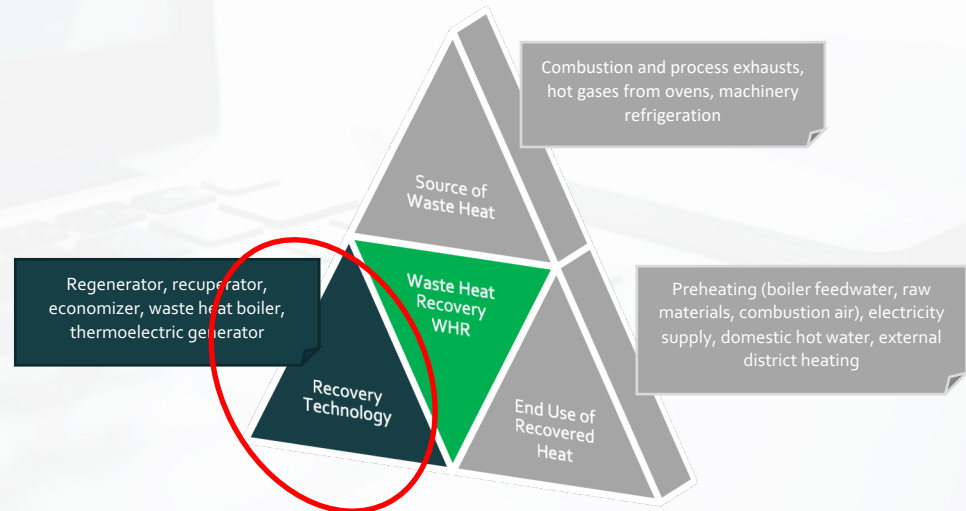 Combustion and process exhausts,
hot gases from ovens, machinery
refrigeration
Source of
Waste Heat
Regenerator, recuperator,
economizer, waste heat boiler,
thermoelectric generator
Waste Heat
Recovery
WHR
Preheating (boiler feedwater, raw
materials, combustion air), electricity
supply, domestic hot water, external
district heating
Recovery
Technology
End Use of
Recovered
Heat